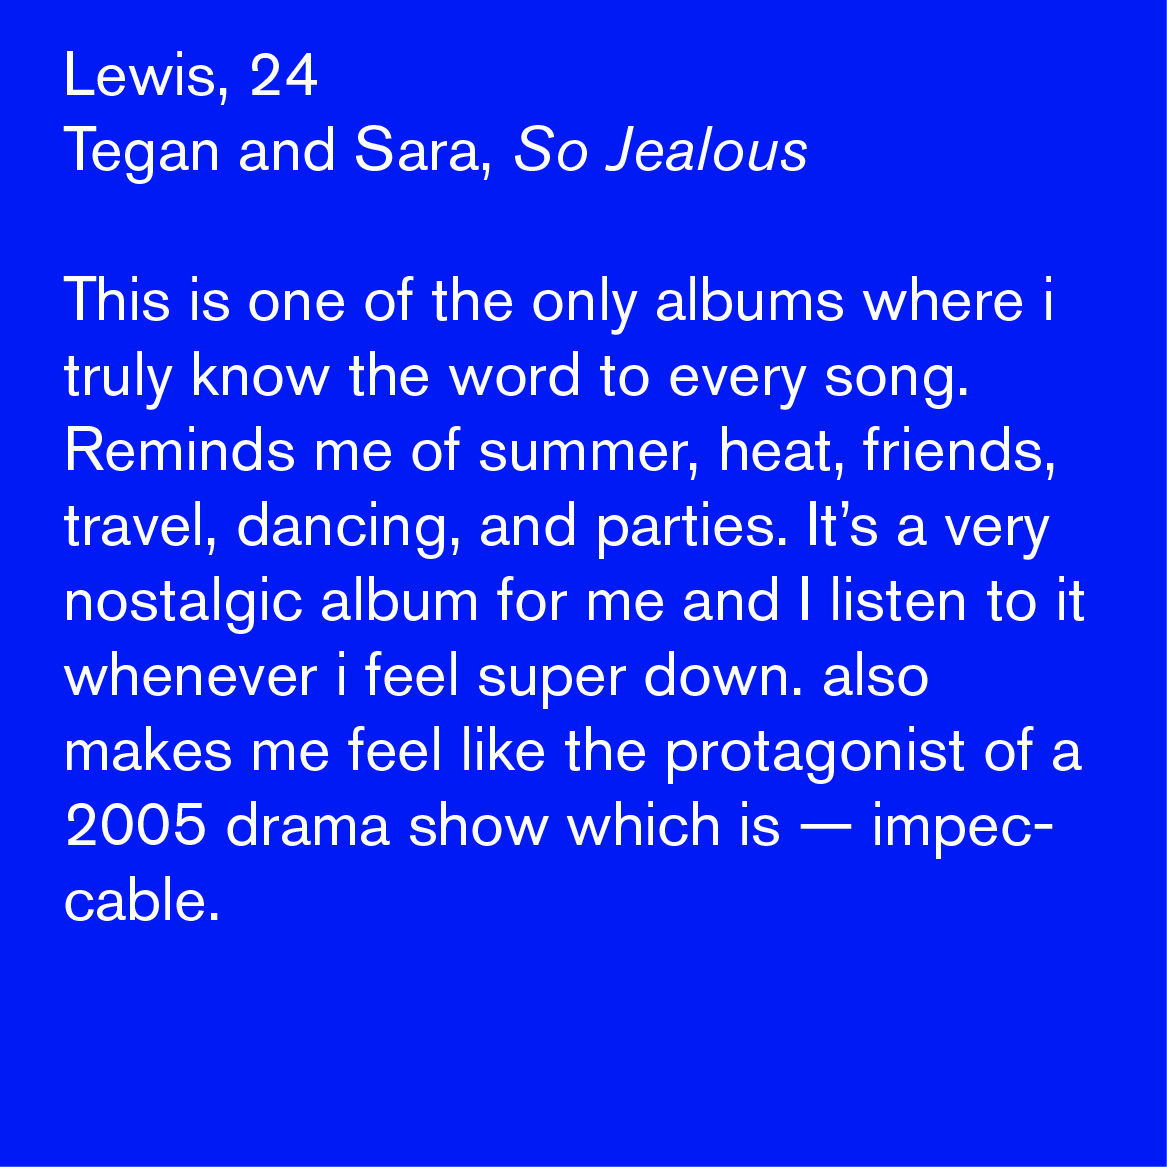 Lewis, 24
Tegan and Sara, So Jealous
This is one of the only albums where i
truly know the word to every song.
Reminds me of summer, heat, friends,
travel, dancing, and parties. It’s a very
nostalgic album for me and I listen to it
whenever i feel super down. also
makes me feel like the protagonist of a
2005 drama show which is — impec-
cable.